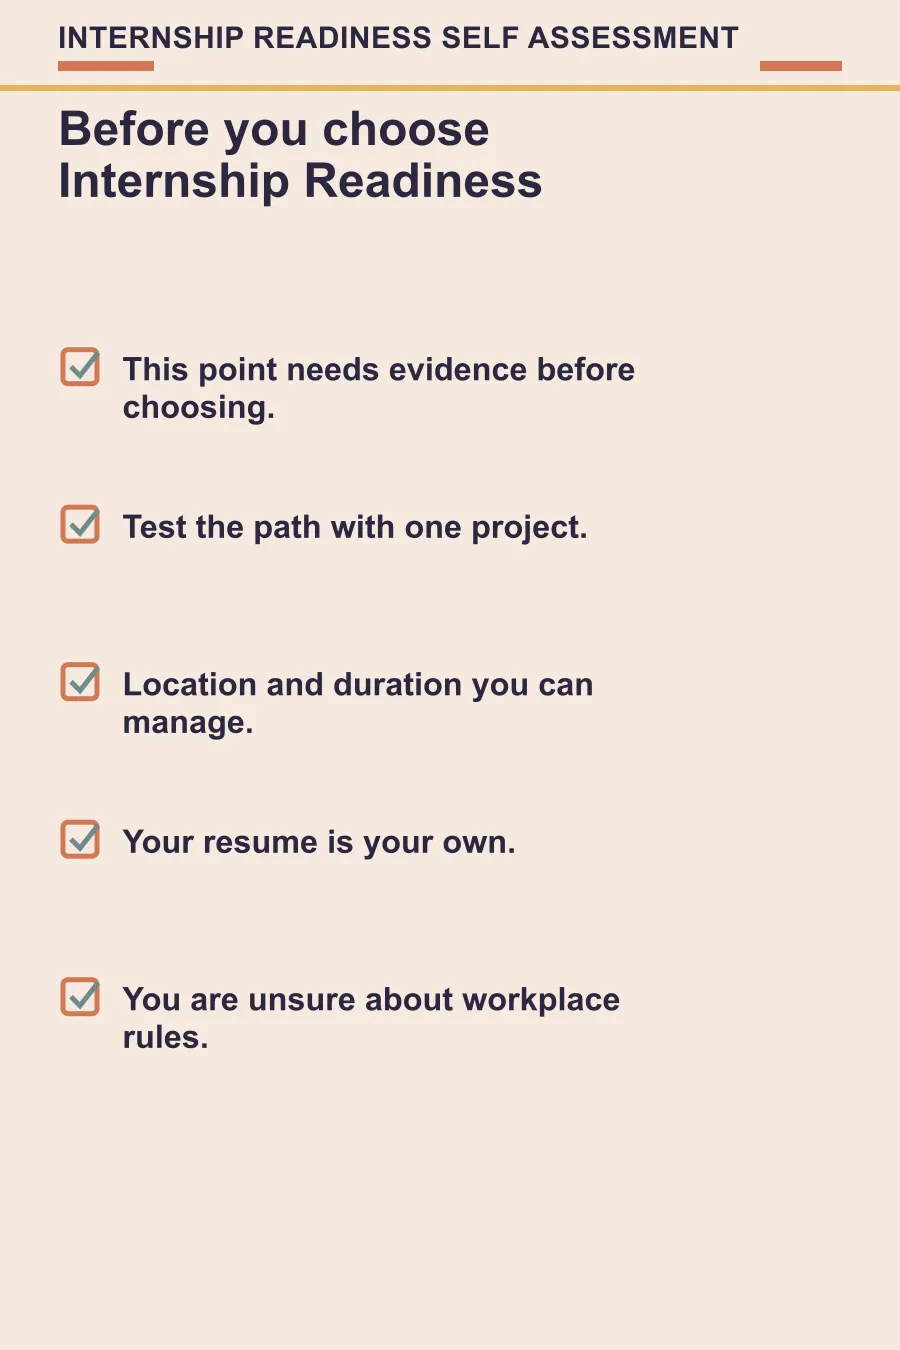 INTERNSHIP READINESS SELF ASSESSMENT
Before you choose
Internship Readiness
This point needs evidence before
choosing.
Test the path with one project.
Location and duration you can
manage.
Your resume is your own.
You are unsure about workplace
rules.